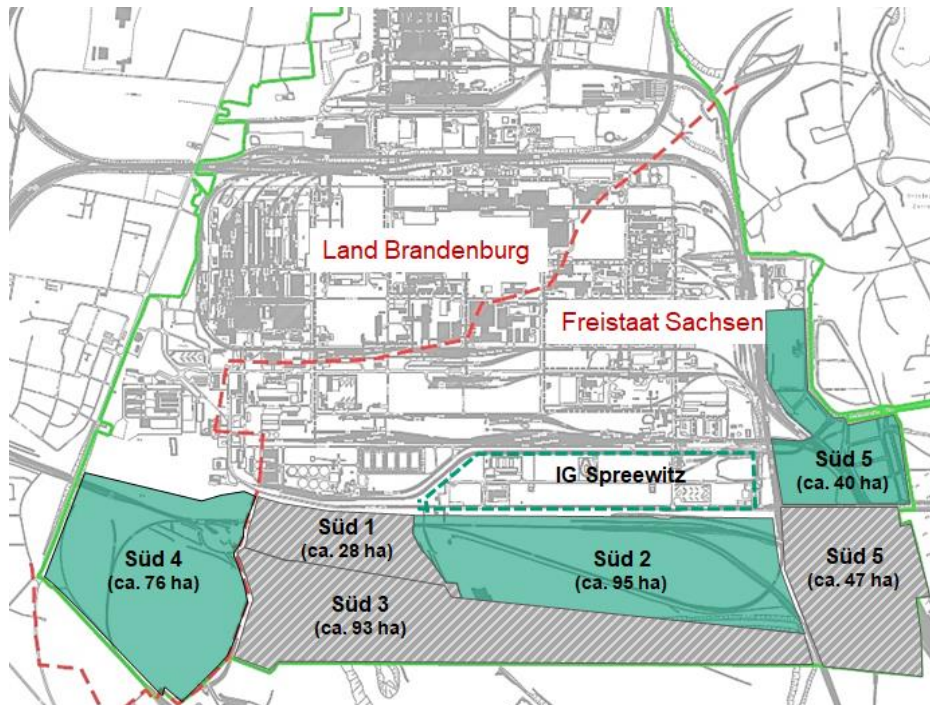 Land Brandenburg
Freistaat Sachsen
IG Spreewitz
Süd 5
(ca. 40 ha)
Süd 1
(ca. 28 ha)
Süd 4
(ca. 76 ha)
Süd 2
(ca. 95 ha)
Süd 5
(ca. 47 ha)
Süd 3
(ca. 93 ha)